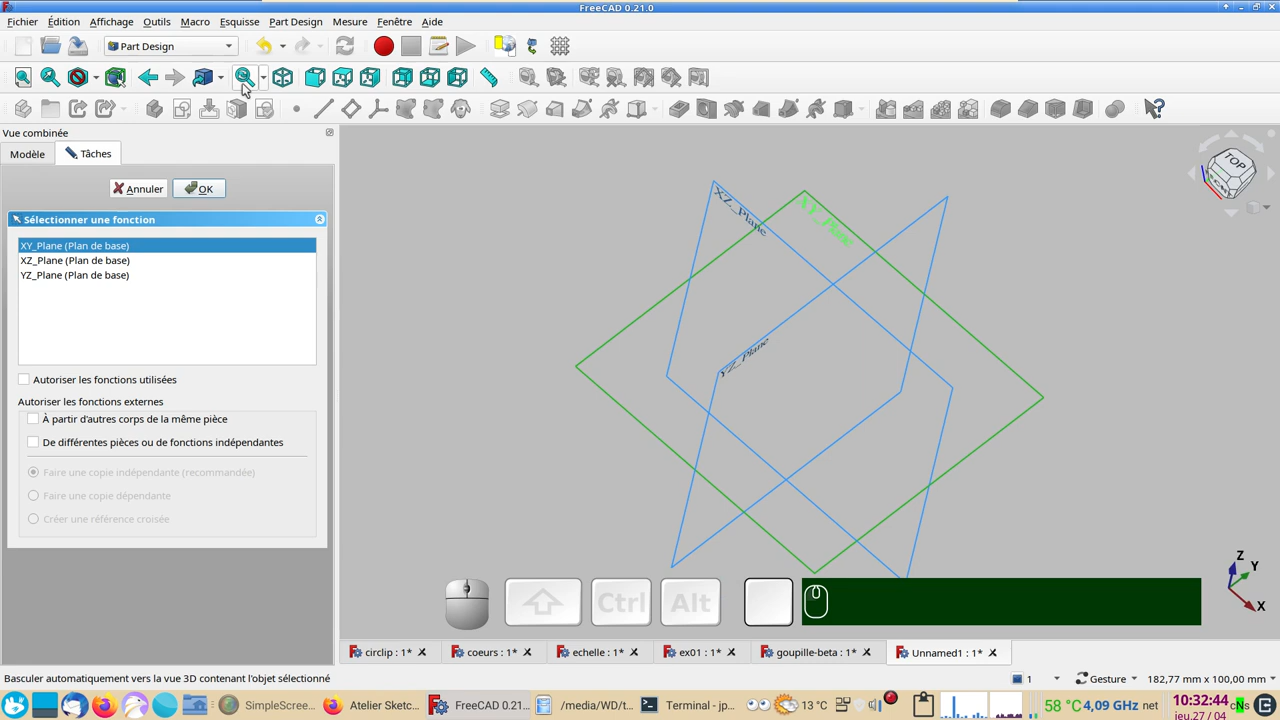 FreeCAD 0.21.0
Fichier Édition Affichage Outils Macro Esquisse Part Design Mesure Fenêtre Aide
Part Design
Vue combinée
Modèle Tâches
Annuler OK
Sélectionner une fonction
XY_Plane (Plan de base)
XZ_Plane (Plan de base)
YZ_Plane (Plan de base)
Autoriser les fonctions utilisées
Autoriser les fonctions externes
À partir d'autres corps de la même pièce
De différentes pièces ou de fonctions indépendantes
Faire une copie indépendante (recommandée)
Faire une copie dépendante
Créer une référence croisée
XZ_Plane
XY_Plane
YZ_Plane
TOP
Z
Y
X
Ctrl Alt
circlip : 1* coeurs : 1* echelle : 1* ex01 : 1* goupille-beta : 1* Unnamed1 : 1*
Basculer automatiquement vers la vue 3D contenant l'objet sélectionné
1 Gesture 182,77 mm x 100,00 mm
SimpleScree... Atelier Sketc... FreeCAD 0.21... /media/WD/t... Terminal - jp... 13 °C 58 °C 4,09 GHz net 10:32:44
jeu.27 / 04